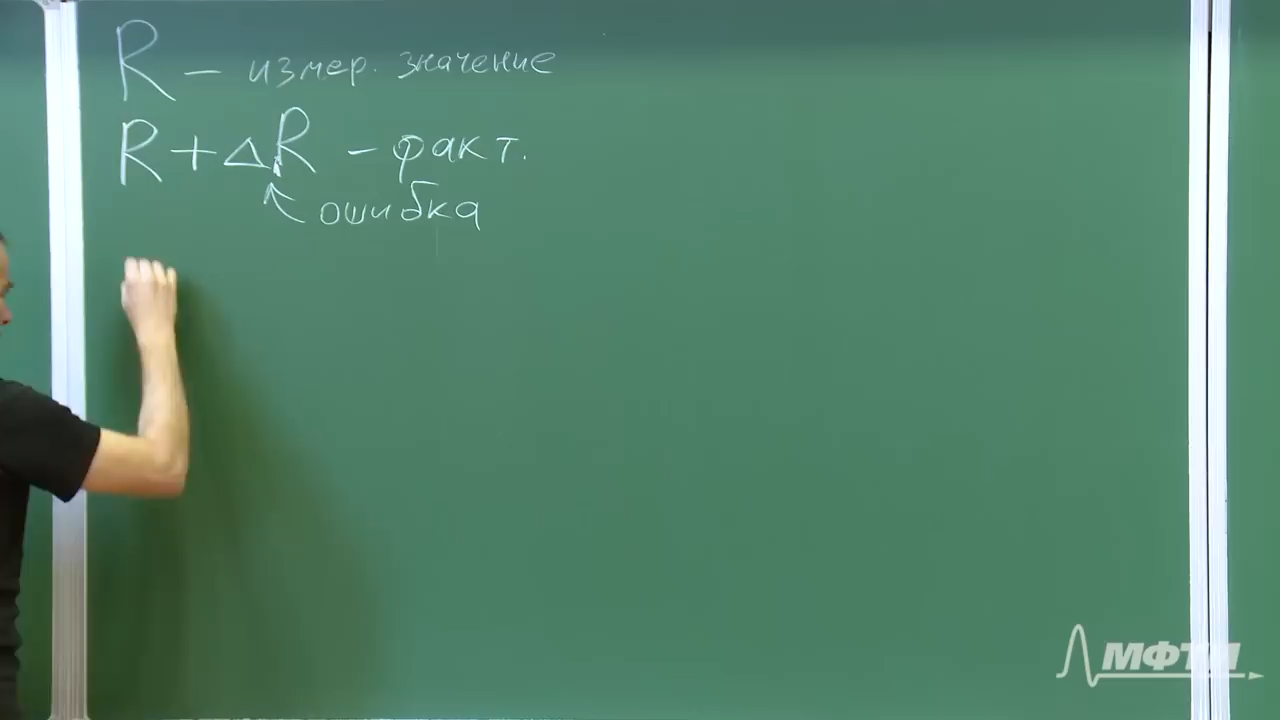 R – измер. значение
R + ΔR – факт.
ошибка
МФТИ